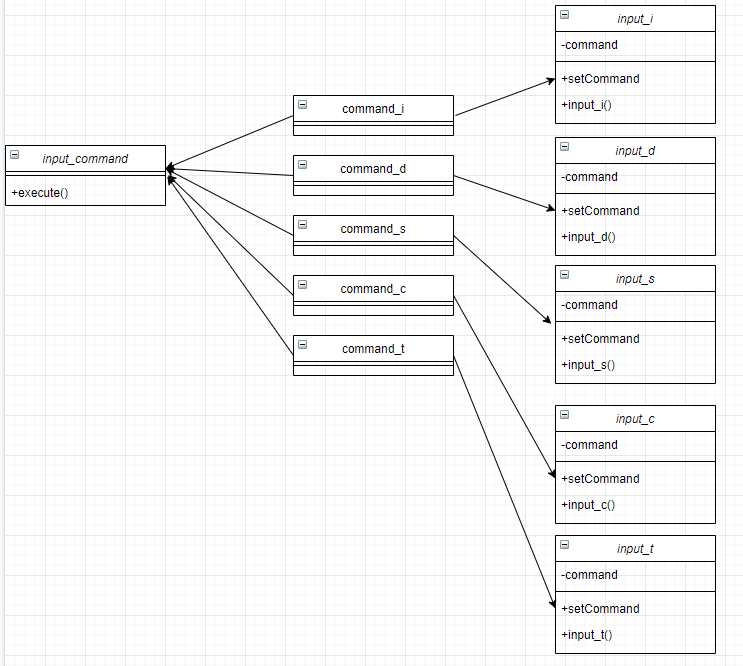 input_command
+execute()
command_i
command_d
command_s
command_c
command_t
input_i
-command
+setCommand
+input_i()
input_d
-command
+setCommand
+input_d()
input_s
-command
+setCommand
+input_s()
input_c
-command
+setCommand
+input_c()
input_t
-command
+setCommand
+input_t()